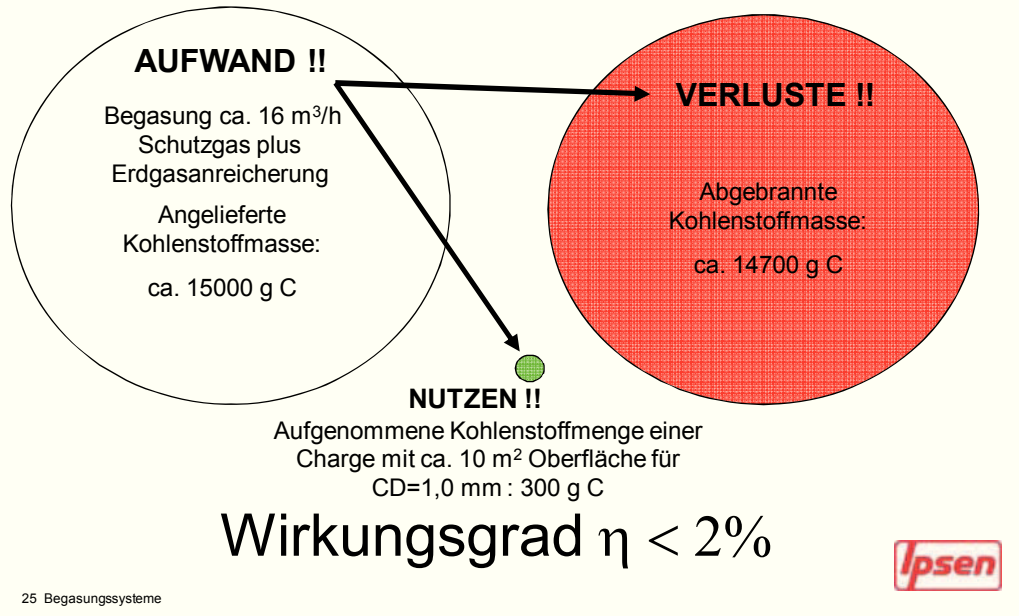 AUFWAND !!
Begasung ca. 16 m³/h
Schutzgas plus
Erdgasanreicherung
Angelieferte
Kohlenstoffmasse:
ca. 15000 g C
VERLUSTE !!
Abgebrannte
Kohlenstoffmasse:
ca. 14700 g C
NUTZEN !!
Aufgenommene Kohlenstoffmenge einer
Charge mit ca. 10 m² Oberfläche für
CD=1,0 mm : 300 g C
Wirkungsgrad η < 2%
Ipsen
25 Begasungssysteme